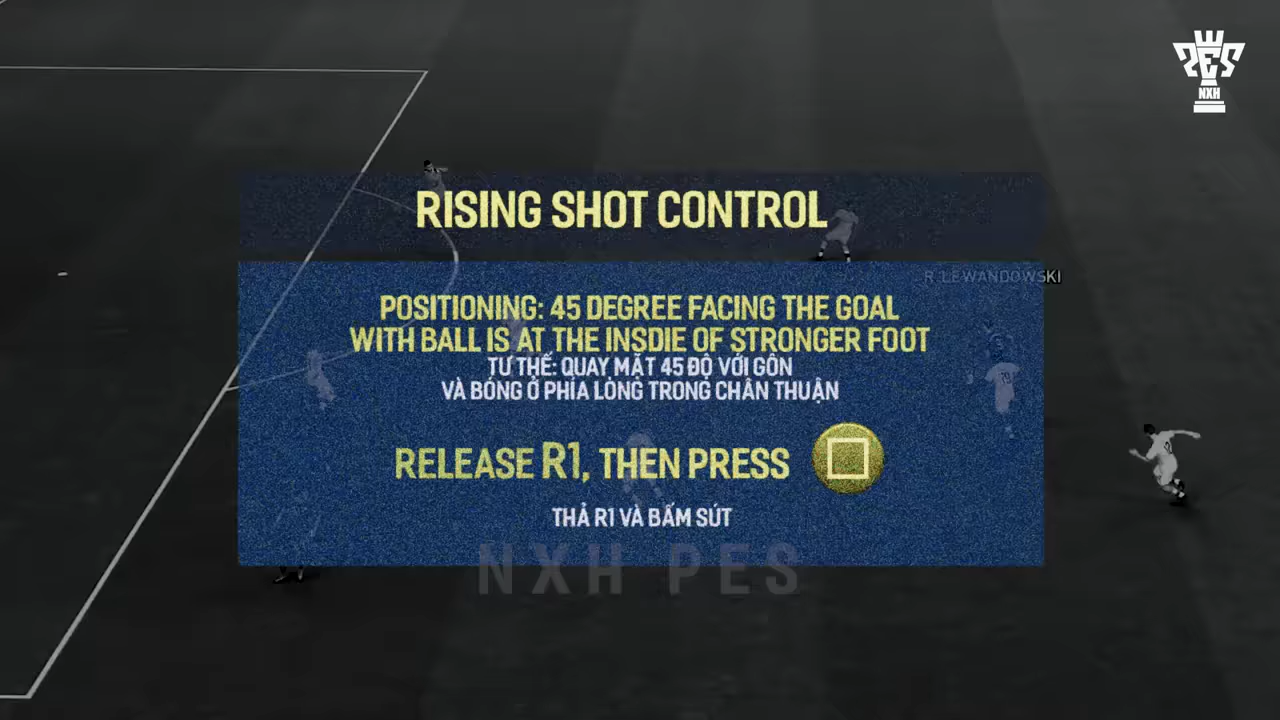 PES
NXH
RISING SHOT CONTROL
R. LEWANDOWSKI
POSITIONING: 45 DEGREE FACING THE GOAL
WITH BALL IS AT THE INSDIE OF STRONGER FOOT
TƯ THẾ: QUAY MẶT 45 ĐỘ VỚI GÔN
VÀ BÓNG Ở PHÍA LÒNG TRONG CHÂN THUẬN
RELEASE R1, THEN PRESS
THẢ R1 VÀ BẤM SÚT
NXH PES